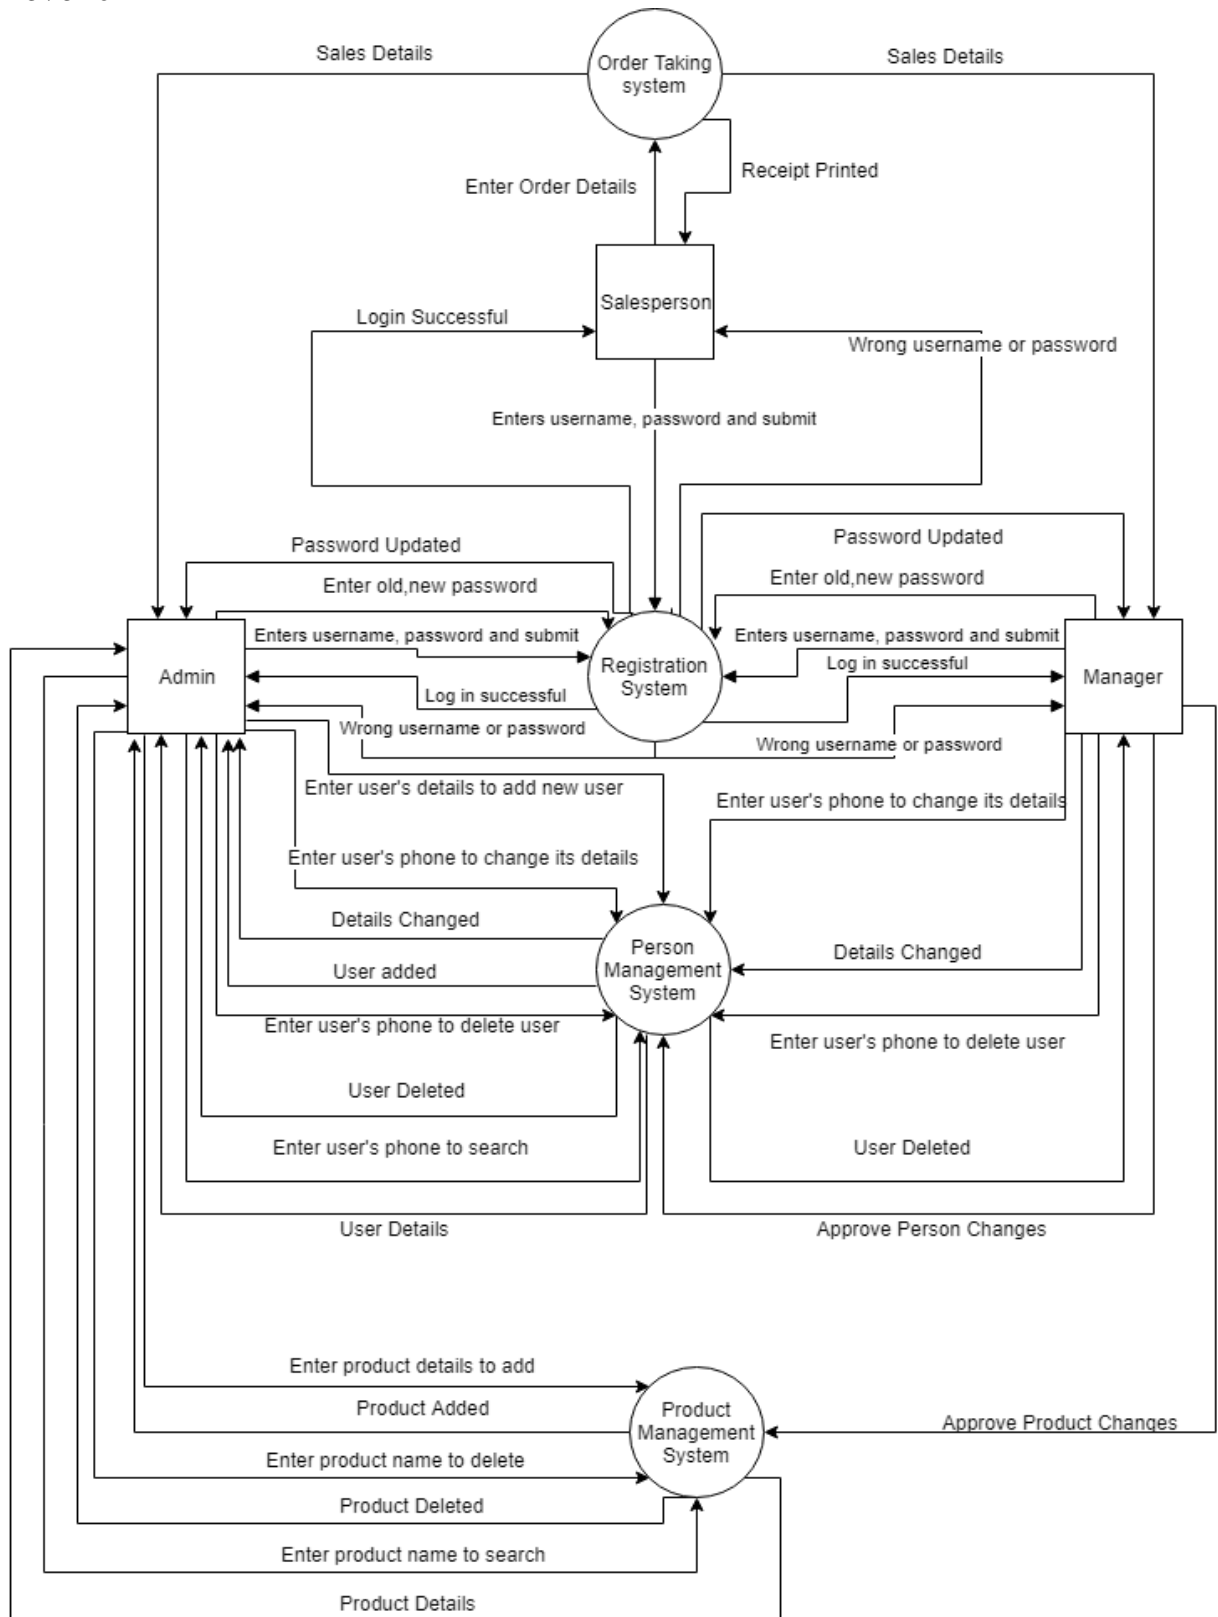 Sales Details
Order Taking
system
Sales Details
Receipt Printed
Enter Order Details
Salesperson
Login Successful
Wrong username or password
Enters username, password and submit
Password Updated
Password Updated
Enter old,new password
Enter old,new password
Enters username, password and submit
Enters username, password and submit
Admin
Registration
System
Log in successful
Manager
Log in successful
Wrong username or password
Wrong username or password
Enter user's details to add new user
Enter user's phone to change its details
Enter user's phone to change its details
Details Changed
Person
Management
System
Details Changed
User added
Enter user's phone to delete user
Enter user's phone to delete user
User Deleted
Enter user's phone to search
User Deleted
User Details
Approve Person Changes
Enter product details to add
Product Added
Product
Management
System
Approve Product Changes
Enter product name to delete
Product Deleted
Enter product name to search
Product Details